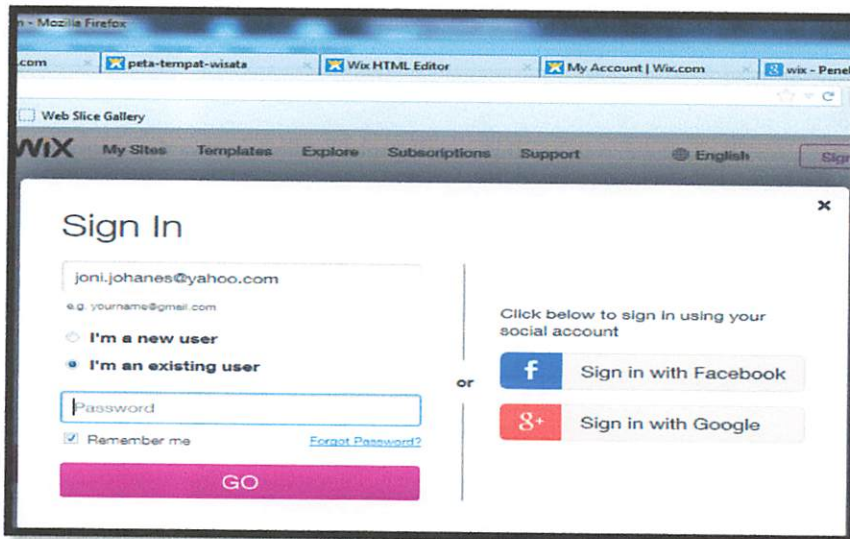 n - Mozilla Firefox
.com × peta-tempat-wisata × Wix HTML Editor × My Account | Wix.com × wix - Penel
Web Slice Gallery
WiX My Sites Templates Explore Subscriptions Support English Sign
×
Sign In
joni.johanes@yahoo.com
e.g. yourname@gmail.com
I'm a new user
I'm an existing user
Password
Remember me Forgot Password?
GO
or
Click below to sign in using your
social account
f Sign in with Facebook
8+ Sign in with Google